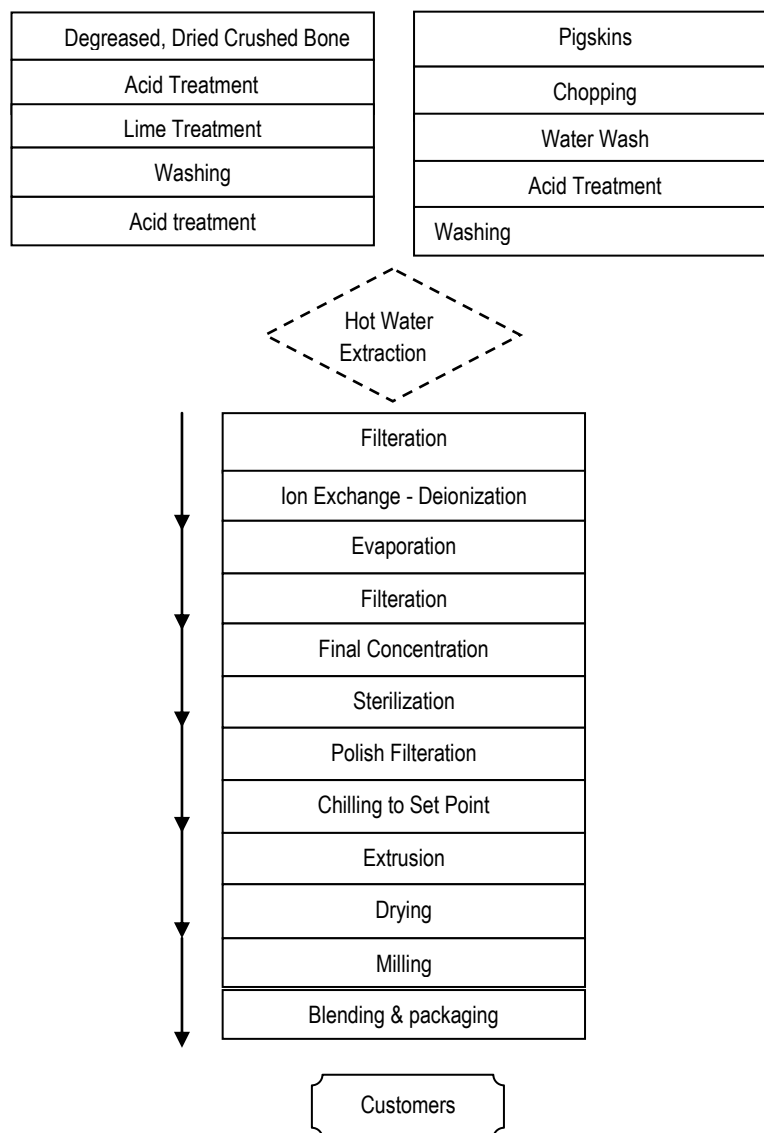 Degreased, Dried Crushed Bone
Acid Treatment
Lime Treatment
Washing
Acid treatment
Pigskins
Chopping
Water Wash
Acid Treatment
Washing
Hot Water
Extraction
Filteration
Ion Exchange - Deionization
Evaporation
Filteration
Final Concentration
Sterilization
Polish Filteration
Chilling to Set Point
Extrusion
Drying
Milling
Blending & packaging
Customers